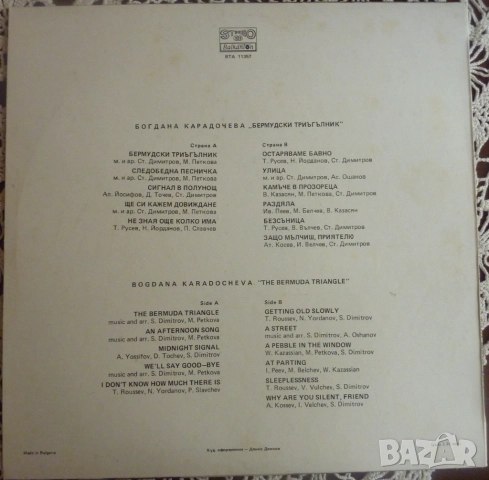 STEREO
Balkanton
ВТА 11392
БОГДАНА КАРАДОЧЕВА „БЕРМУДСКИ ТРИЪГЪЛНИК"
Страна А
БЕРМУДСКИ ТРИЪГЪЛНИК
м. и ар. Ст. Димитров, М. Петкова
СЛЕДОБЕДНА ПЕСНИЧКА
м. и ар. Ст. Димитров, М. Петкова
СИГНАЛ В ПОЛУНОЩ
Ал. Йосифов, Д. Точев, Ст. Димитров
ЩЕ СИ КАЖЕМ ДОВИЖДАНЕ
м. и ар. Ст. Димитров, М. Петкова
НЕ ЗНАЯ ОЩЕ КОЛКО ИМА
Т. Русев, Н. Йорданов, П. Славчев
Страна Б
ОСТАРЯВАМЕ БАВНО
Т. Русев, Н. Йорданов, Ст. Димитров
УЛИЦА
м. и ар. Ст. Димитров, Ас. Ошанов
КАМЪЧЕ В ПРОЗОРЕЦА
В. Казасян, М. Петкова, Ст. Димитров
РАЗДЯЛА
Ив. Пеев, М. Белчев, В. Казасян
БЕЗСЪНИЦА
Т. Русев, В. Вълчев, Ст. Димитров
ЗАЩО МЪЛЧИШ, ПРИЯТЕЛЮ
Ат. Косев, И. Велчев, Ст. Димитров
BOGDANA KARADOCHEVA "THE BERMUDA TRIANGLE"
Side A
THE BERMUDA TRIANGLE
music and arr. S. Dimitrov, M. Petkova
AN AFTERNOON SONG
music and arr. S. Dimitrov, M. Petkova
MIDNIGHT SIGNAL
A. Yossifov, D. Tochev, S. Dimitrov
WE'LL SAY GOOD–BYE
music and arr. S. Dimitrov, M. Petkova
I DON'T KNOW HOW MUCH THERE IS
T. Roussev, N. Yordanov, P. Slavchev
Side B
GETTING OLD SLOWLY
T. Roussev, N. Yordanov, S. Dimitrov
A STREET
music and arr. S. Dimitrov, A. Oshanov
A PEBBLE IN THE WINDOW
W. Kazassian, M. Petkova, S. Dimitrov
AT PARTING
I. Peev, M. Belchev, W. Kazassian
SLEEPLESSNESS
T. Roussev, V. Vulchev, S. Dimitrov
WHY ARE YOU SILENT, FRIEND
A. Kossev, I. Velchev, S. Dimitrov
Made in Bulgaria
Худ. оформление –
БАZAR